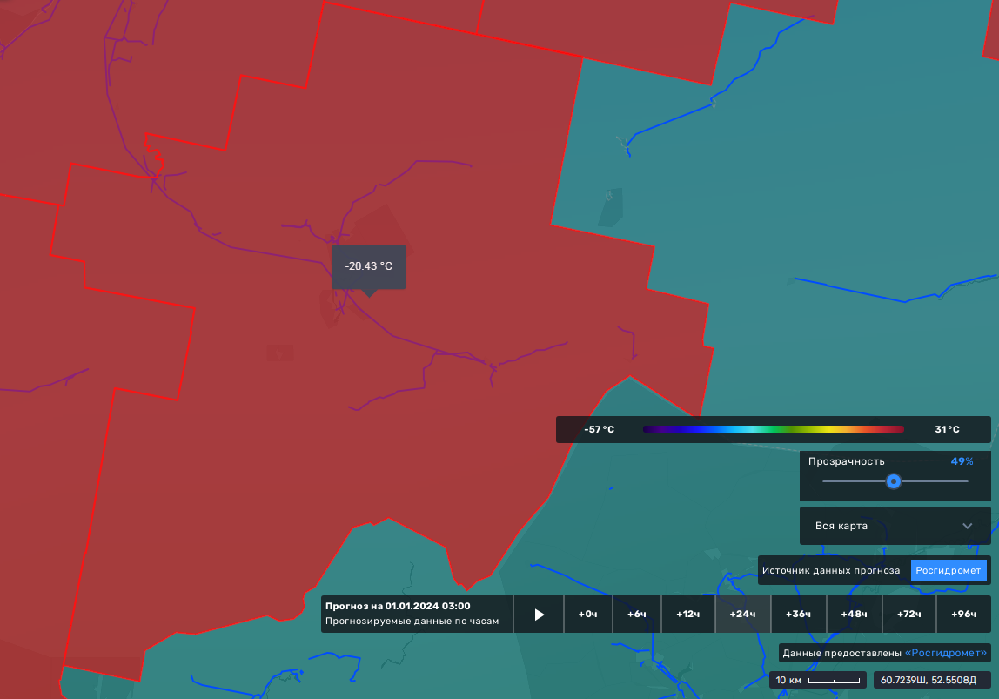 -20.43 °C
-57 °C 31 °C
Прозрачность 49%
Вся карта
Источник данных прогноза Росгидромет
Прогноз на 01.01.2024 03:00
Прогнозируемые данные по часам
+0ч +6ч +12ч +24ч +36ч +48ч +72ч +96ч
Данные предоставлены «Росгидромет»
10 км 60.7239Ш, 52.5508Д